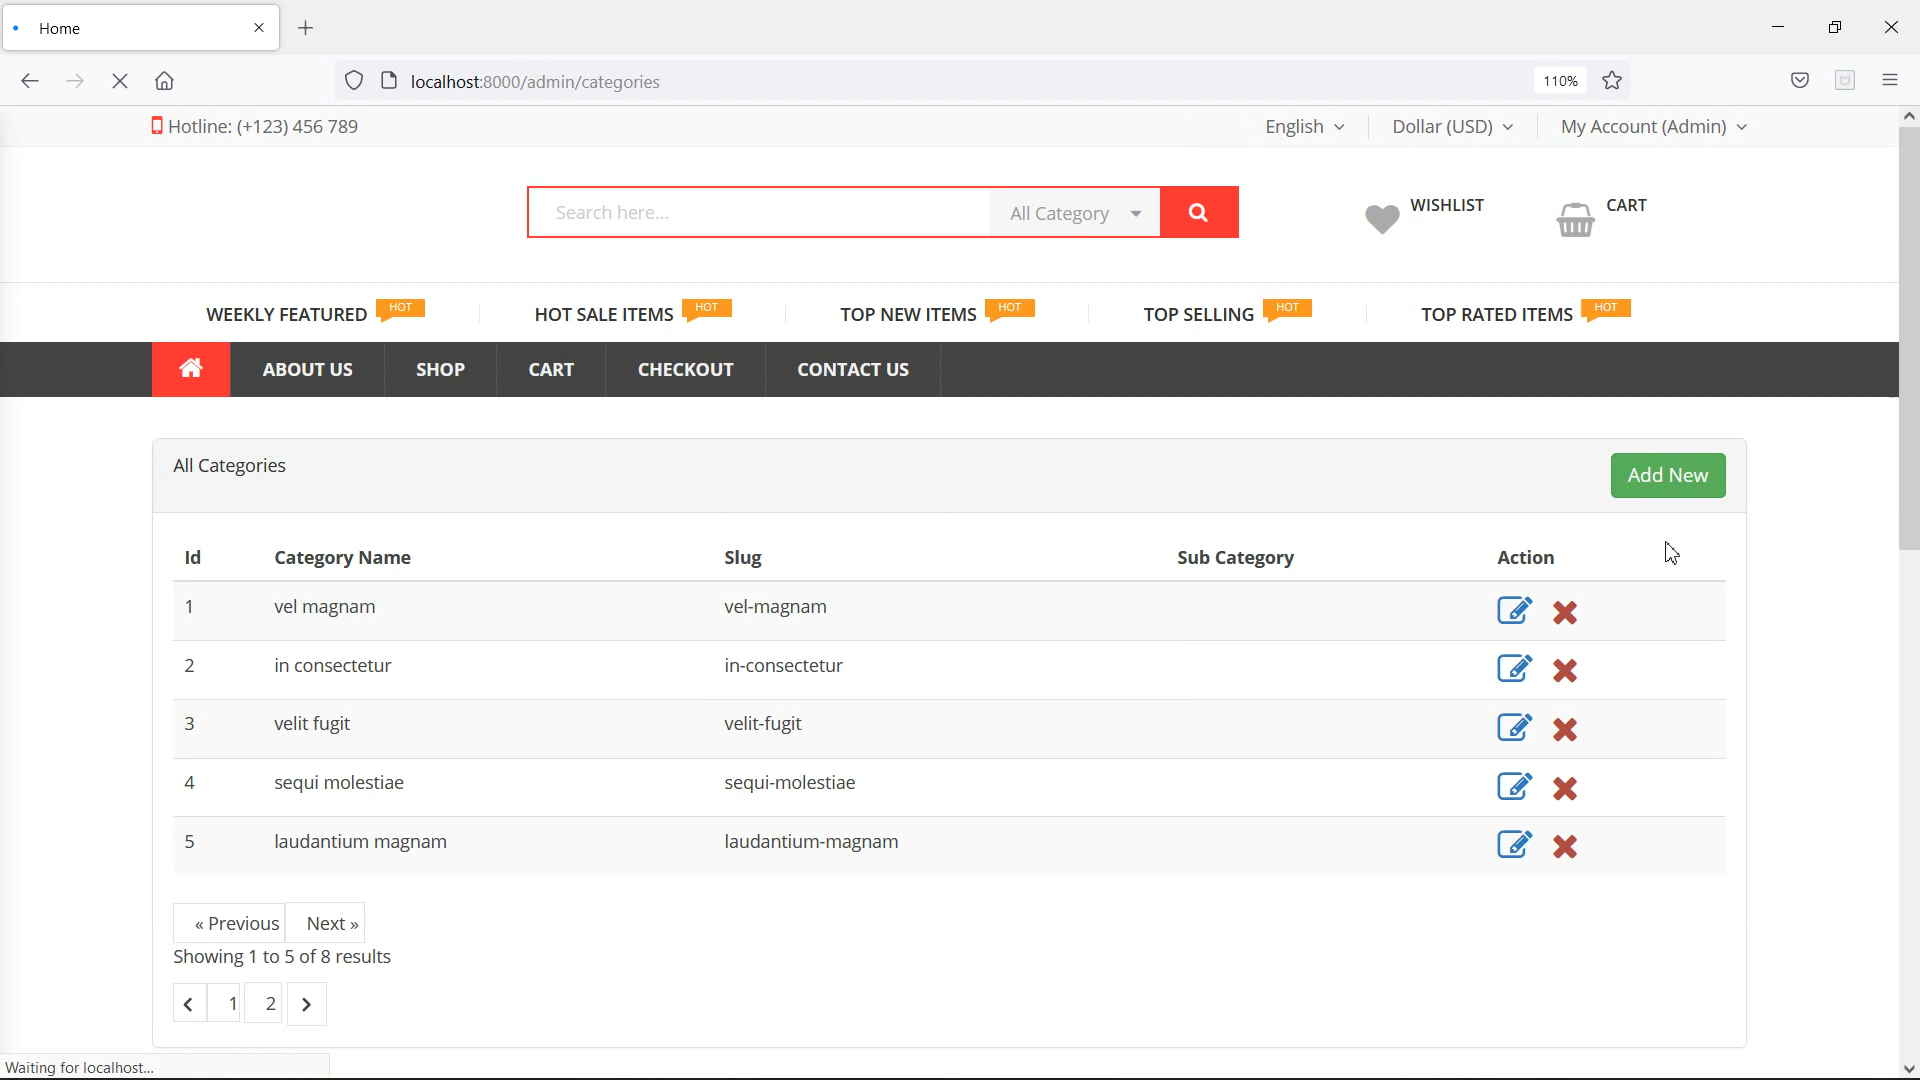 Home
localhost:8000/admin/categories
110%
Hotline: (+123) 456 789
English
Dollar (USD)
My Account (Admin)
Search here...
All Category
WISHLIST
CART
WEEKLY FEATURED HOT
HOT SALE ITEMS HOT
TOP NEW ITEMS HOT
TOP SELLING HOT
TOP RATED ITEMS HOT
ABOUT US
SHOP
CART
CHECKOUT
CONTACT US
All Categories
Add New
Id Category Name Slug Sub Category Action
1 vel magnam vel-magnam
2 in consectetur in-consectetur
3 velit fugit velit-fugit
4 sequi molestiae sequi-molestiae
5 laudantium magnam laudantium-magnam
« Previous Next »
Showing 1 to 5 of 8 results
1 2
Waiting for localhost...